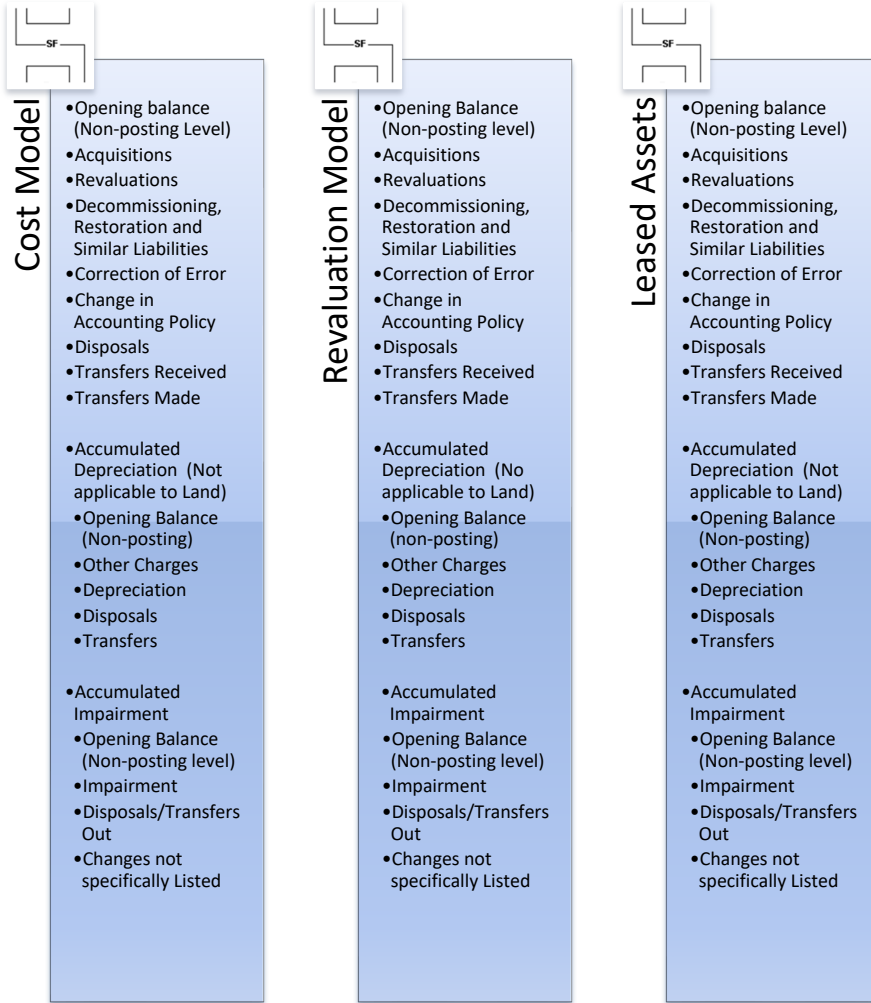 SF
Cost Model
•Opening balance
(Non-posting Level)
•Acquisitions
•Revaluations
•Decommissioning,
Restoration and
Similar Liabilities
•Correction of Error
•Change in
Accounting Policy
•Disposals
•Transfers Received
•Transfers Made
•Accumulated
Depreciation (Not
applicable to Land)
•Opening Balance
(Non-posting)
•Other Charges
•Depreciation
•Disposals
•Transfers
•Accumulated
Impairment
•Opening Balance
(Non-posting level)
•Impairment
•Disposals/Transfers
Out
•Changes not
specifically Listed
SF
Revaluation Model
•Opening Balance
(Non-posting level)
•Acquisitions
•Revaluations
•Decommissioning,
Restoration and
Similar Liabilities
•Correction of Error
•Change in
Accounting Policy
•Disposals
•Transfers Received
•Transfers Made
•Accumulated
Depreciation (No
applicable to Land)
•Opening Balance
(non-posting)
•Other Charges
•Depreciation
•Disposals
•Transfers
•Accumulated
Impairment
•Opening Balance
(Non-posting level)
•Impairment
•Disposals/Transfers
Out
•Changes not
specifically Listed
SF
Leased Assets
•Opening balance
(Non-posting Level)
•Acquisitions
•Revaluations
•Decommissioning,
Restoration and
Similar Liabilities
•Correction of Error
•Change in
Accounting Policy
•Disposals
•Transfers Received
•Transfers Made
•Accumulated
Depreciation (Not
applicable to Land)
•Opening Balance
(Non-posting)
•Other Charges
•Depreciation
•Disposals
•Transfers
•Accumulated
Impairment
•Opening Balance
(Non-posting level)
•Impairment
•Disposals/Transfers
Out
•Changes not
specifically Listed